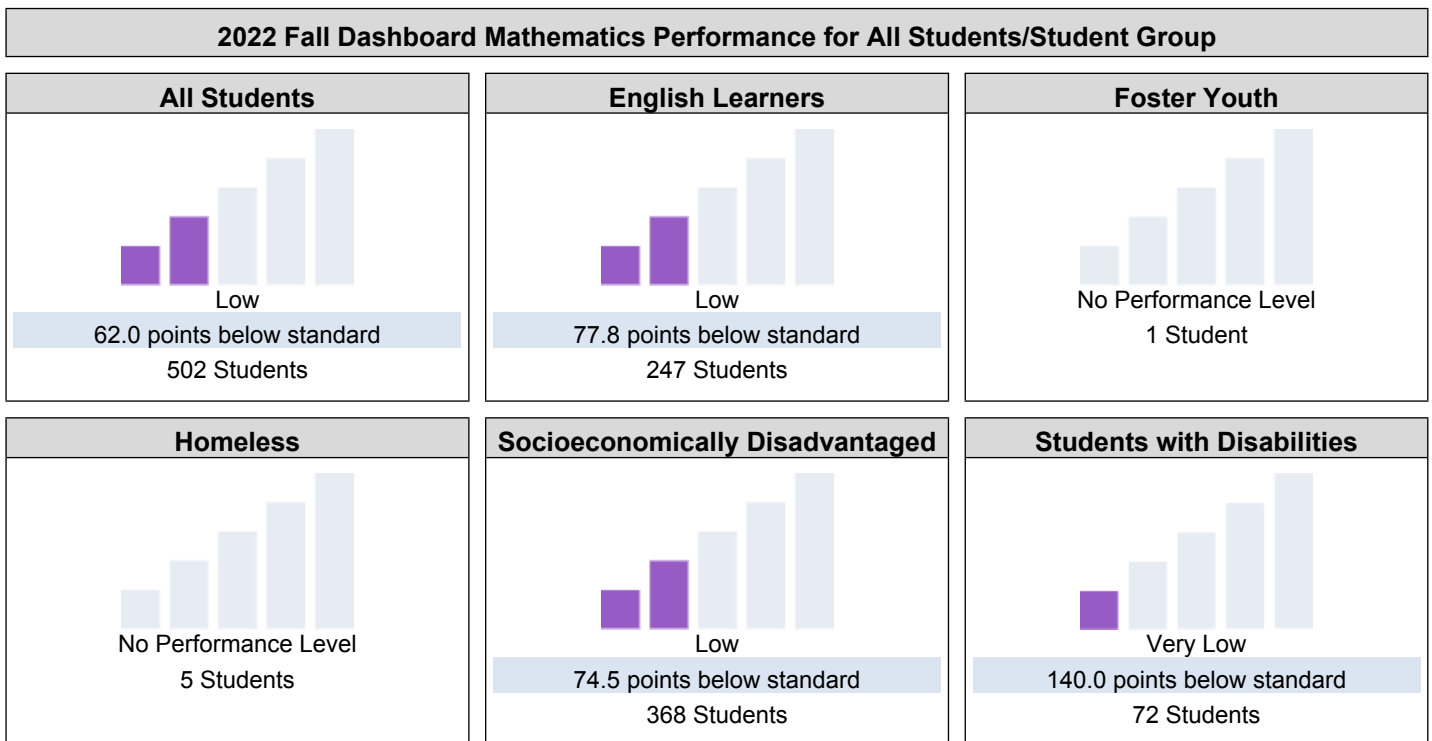 2022 Fall Dashboard Mathematics Performance for All Students/Student Group
All Students
Low
62.0 points below standard
502 Students
English Learners
Low
77.8 points below standard
247 Students
Foster Youth
No Performance Level
1 Student
Homeless
No Performance Level
5 Students
Socioeconomically Disadvantaged
Low
74.5 points below standard
368 Students
Students with Disabilities
Very Low
140.0 points below standard
72 Students